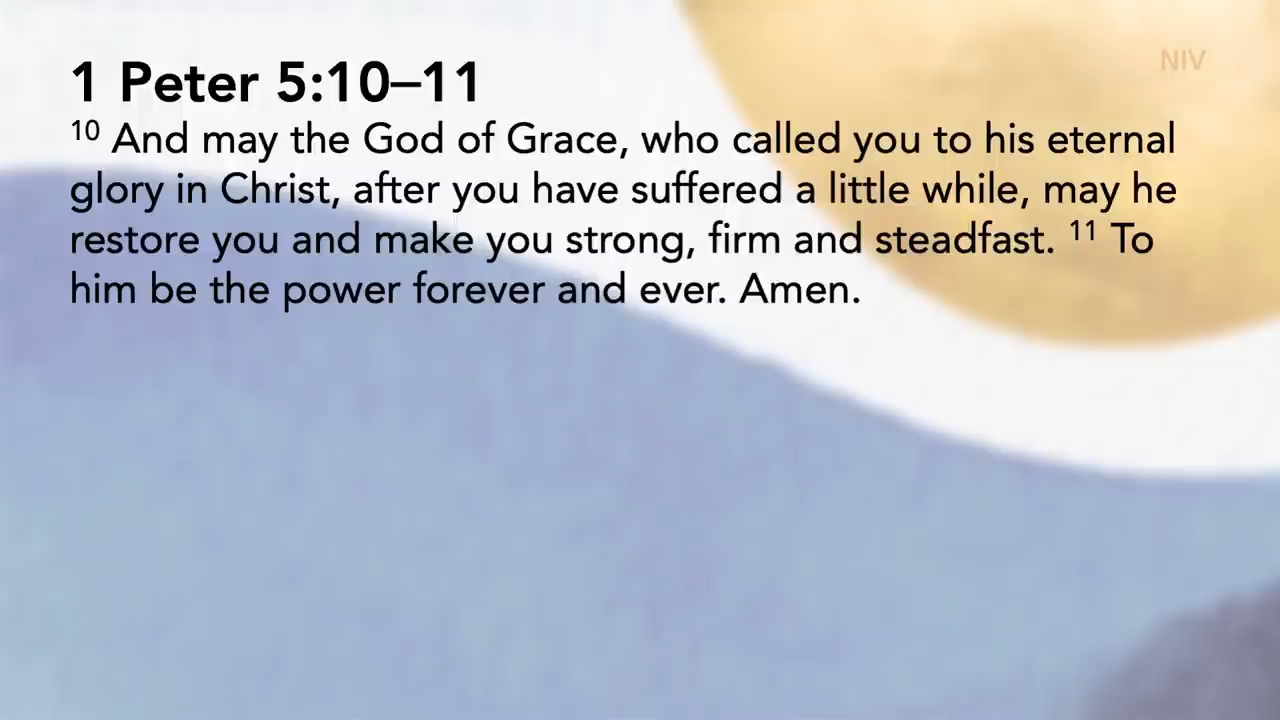 NIV
1 Peter 5:10–11
10 And may the God of Grace, who called you to his eternal
glory in Christ, after you have suffered a little while, may he
restore you and make you strong, firm and steadfast. 11 To
him be the power forever and ever. Amen.